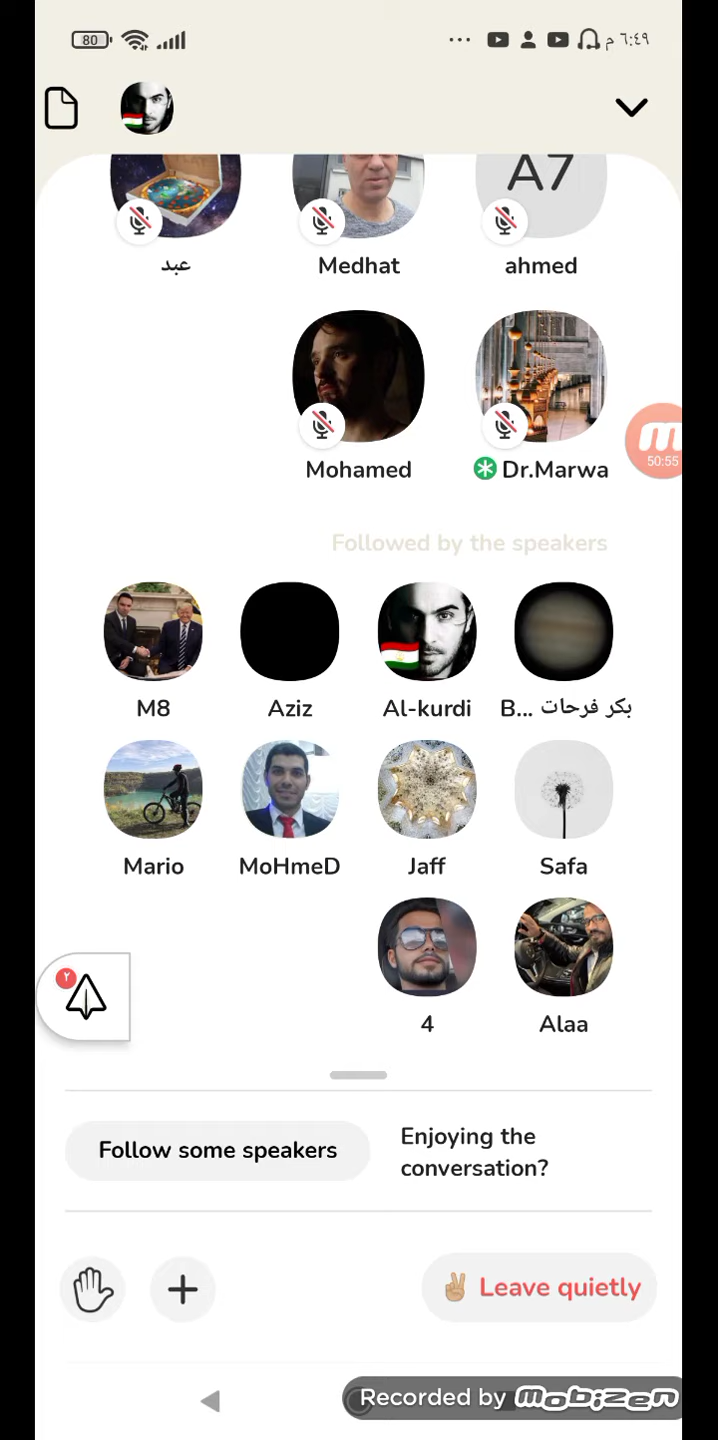 80
٦:٤٩ م
عبد
Medhat
A7
ahmed
Mohamed
Dr.Marwa
50:55
Followed by the speakers
M8
Aziz
Al-kurdi
B... بكر فرحات
Mario
MoHmeD
Jaff
Safa
4
Alaa
٢
Follow some speakers
Enjoying the
conversation?
✌🏼 Leave quietly
Recorded by mobizen